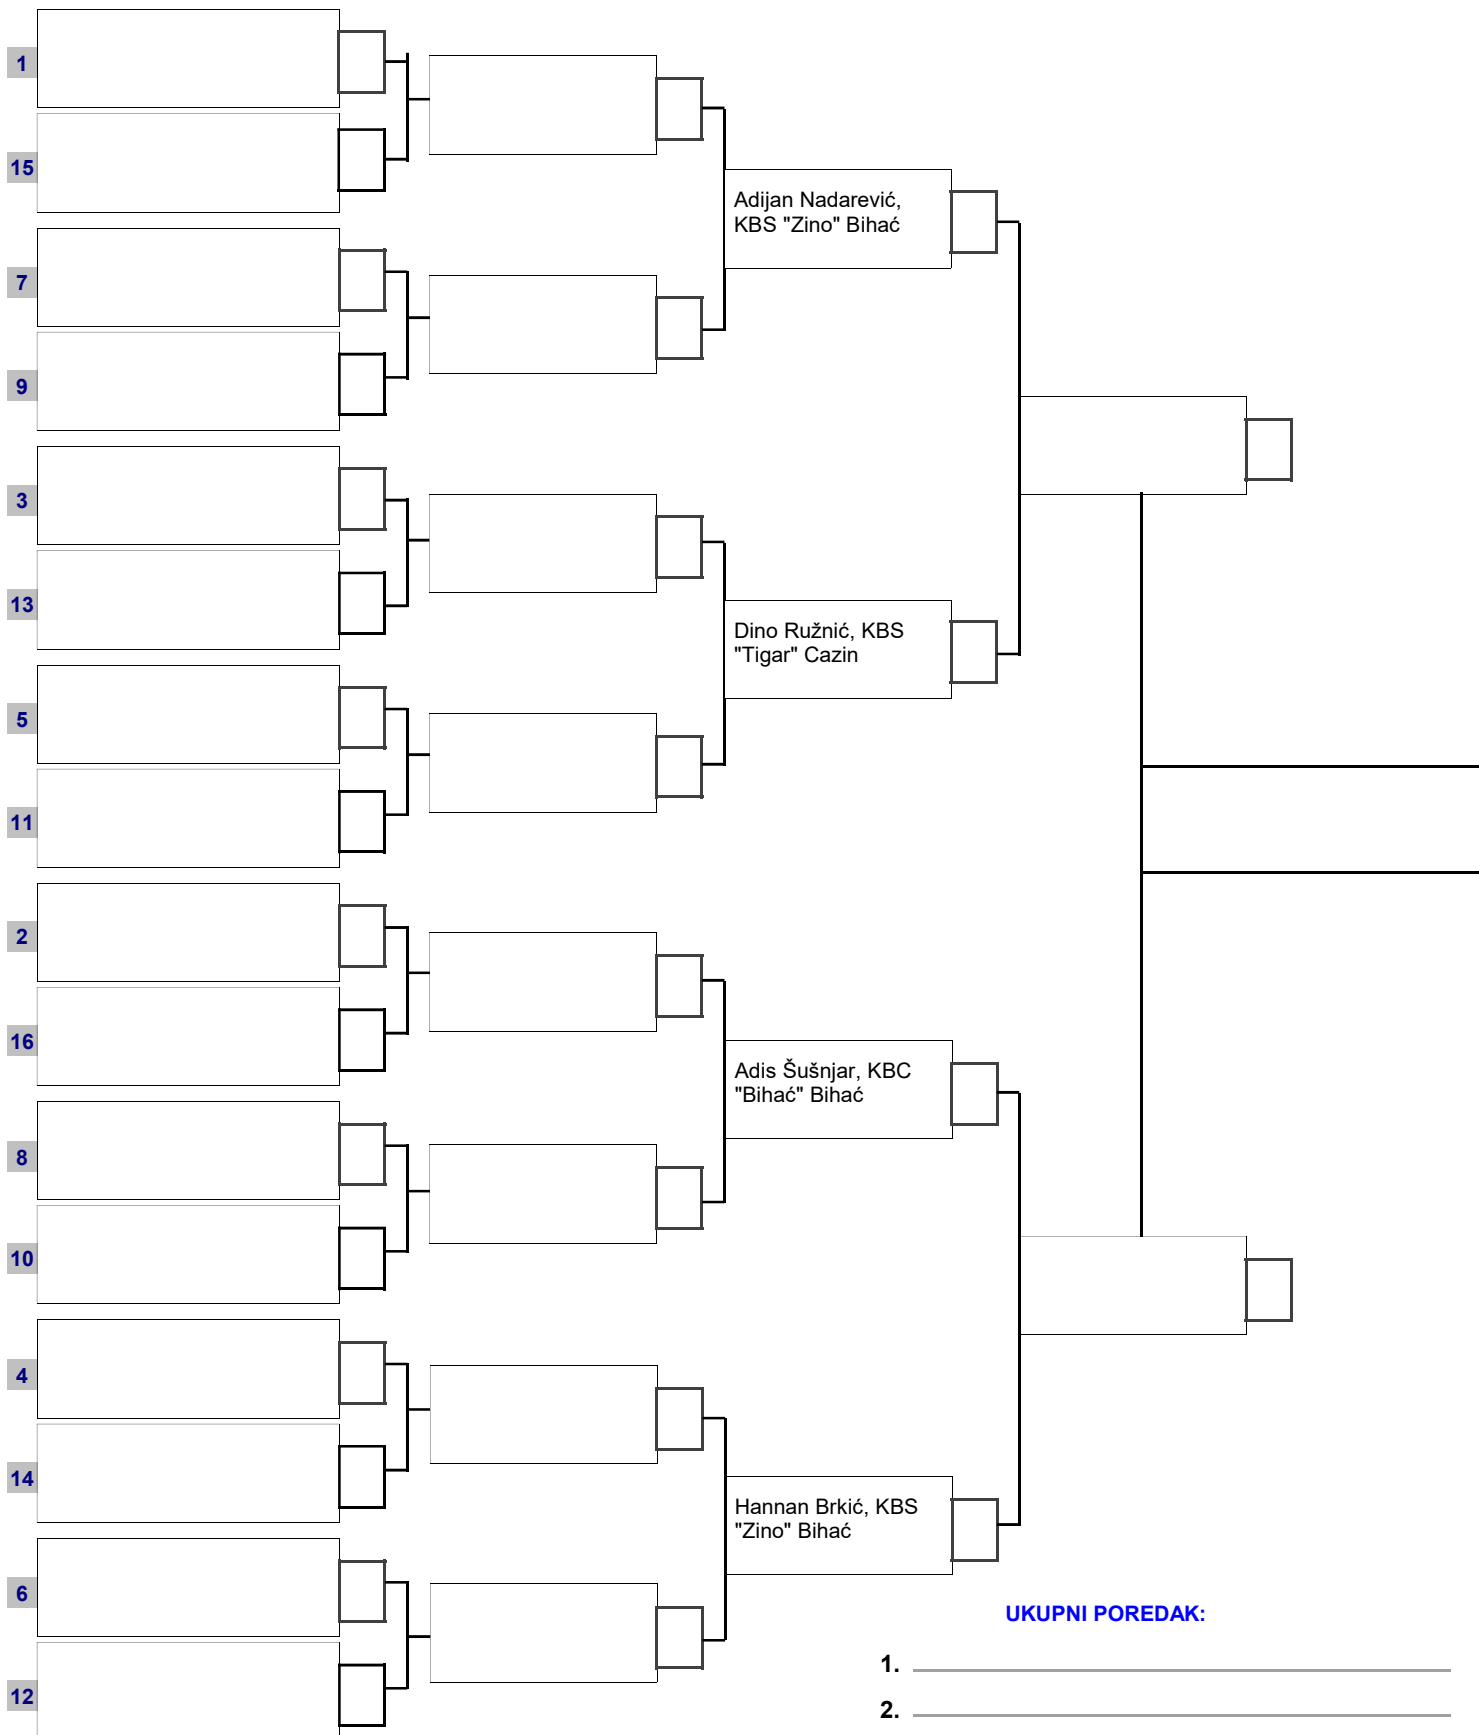 1
15
7
9
3
13
5
11
2
16
8
10
4
14
6
12
Adijan Nadarević,
KBS "Zino" Bihać
Dino Ružnić, KBS
"Tigar" Cazin
Adis Šušnjar, KBC
"Bihać" Bihać
Hannan Brkić, KBS
"Zino" Bihać
UKUPNI POREDAK:
1.
2.